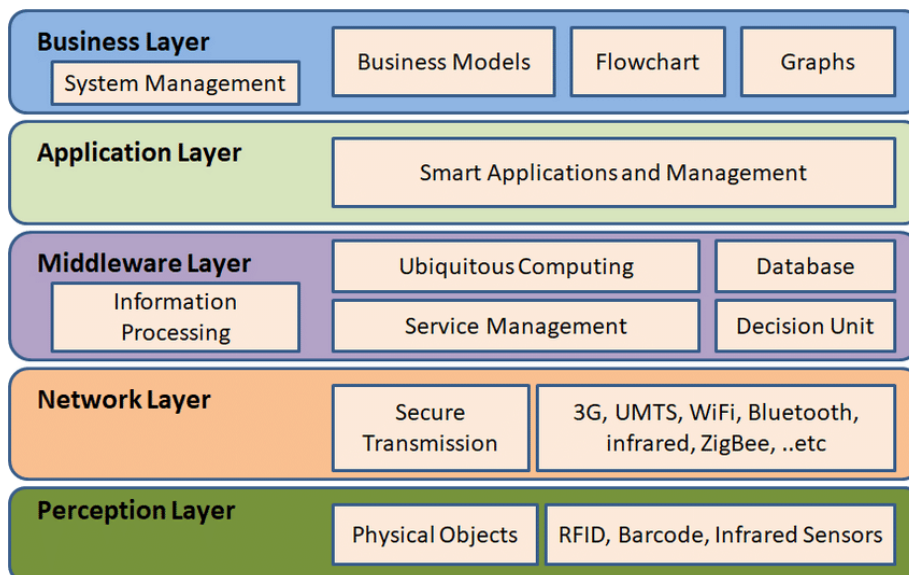 Business Layer
System Management
Business Models
Flowchart
Graphs
Application Layer
Smart Applications and Management
Middleware Layer
Information
Processing
Ubiquitous Computing
Database
Service Management
Decision Unit
Network Layer
Secure
Transmission
3G, UMTS, WiFi, Bluetooth,
infrared, ZigBee, ..etc
Perception Layer
Physical Objects
RFID, Barcode, Infrared Sensors